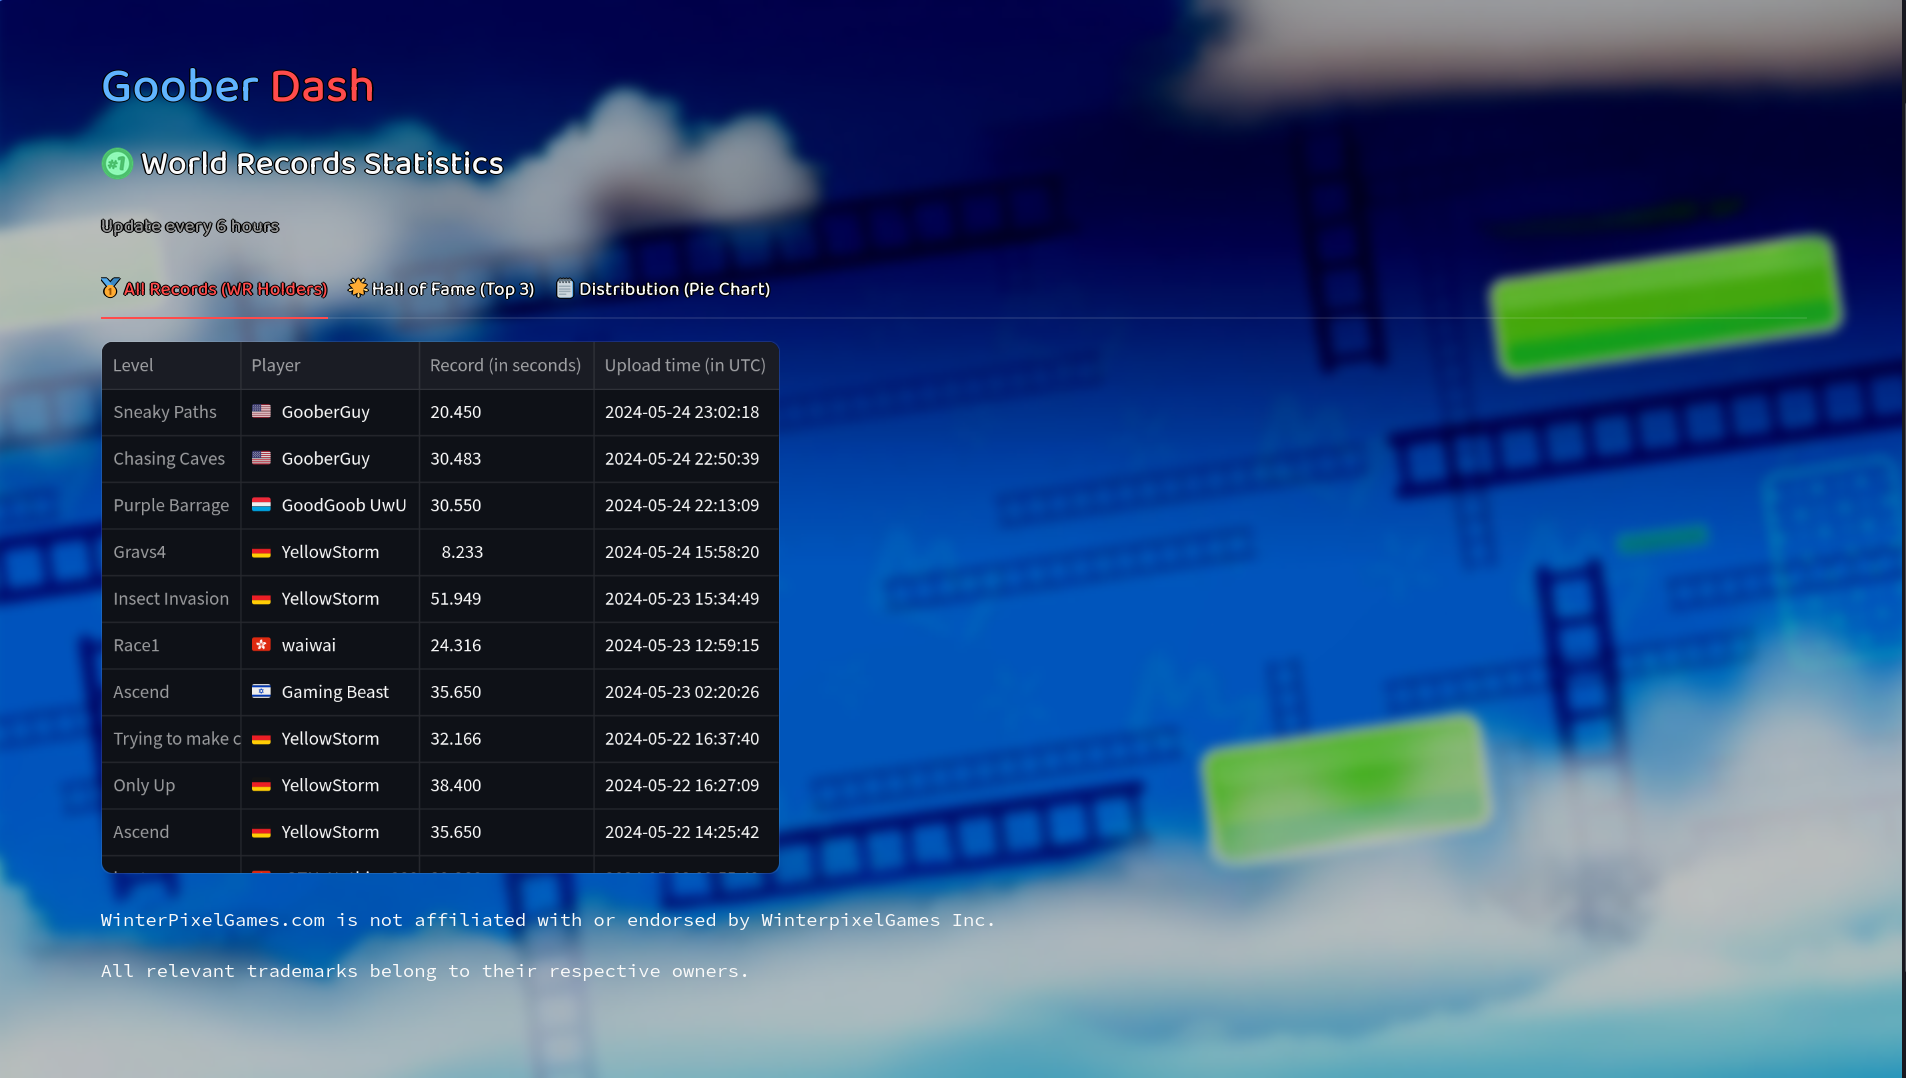 Goober Dash
#1 World Records Statistics
Update every 6 hours
All Records (WR Holders) Hall of Fame (Top 3) Distribution (Pie Chart)
Level Player Record (in seconds) Upload time (in UTC)
Sneaky Paths GooberGuy 20.450 2024-05-24 23:02:18
Chasing Caves GooberGuy 30.483 2024-05-24 22:50:39
Purple Barrage GoodGoob UwU 30.550 2024-05-24 22:13:09
Gravs4 YellowStorm 8.233 2024-05-24 15:58:20
Insect Invasion YellowStorm 51.949 2024-05-23 15:34:49
Race1 waiwai 24.316 2024-05-23 12:59:15
Ascend Gaming Beast 35.650 2024-05-23 02:20:26
Trying to make c YellowStorm 32.166 2024-05-22 16:37:40
Only Up YellowStorm 38.400 2024-05-22 16:27:09
Ascend YellowStorm 35.650 2024-05-22 14:25:42
WinterPixelGames.com is not affiliated with or endorsed by WinterpixelGames Inc.
All relevant trademarks belong to their respective owners.